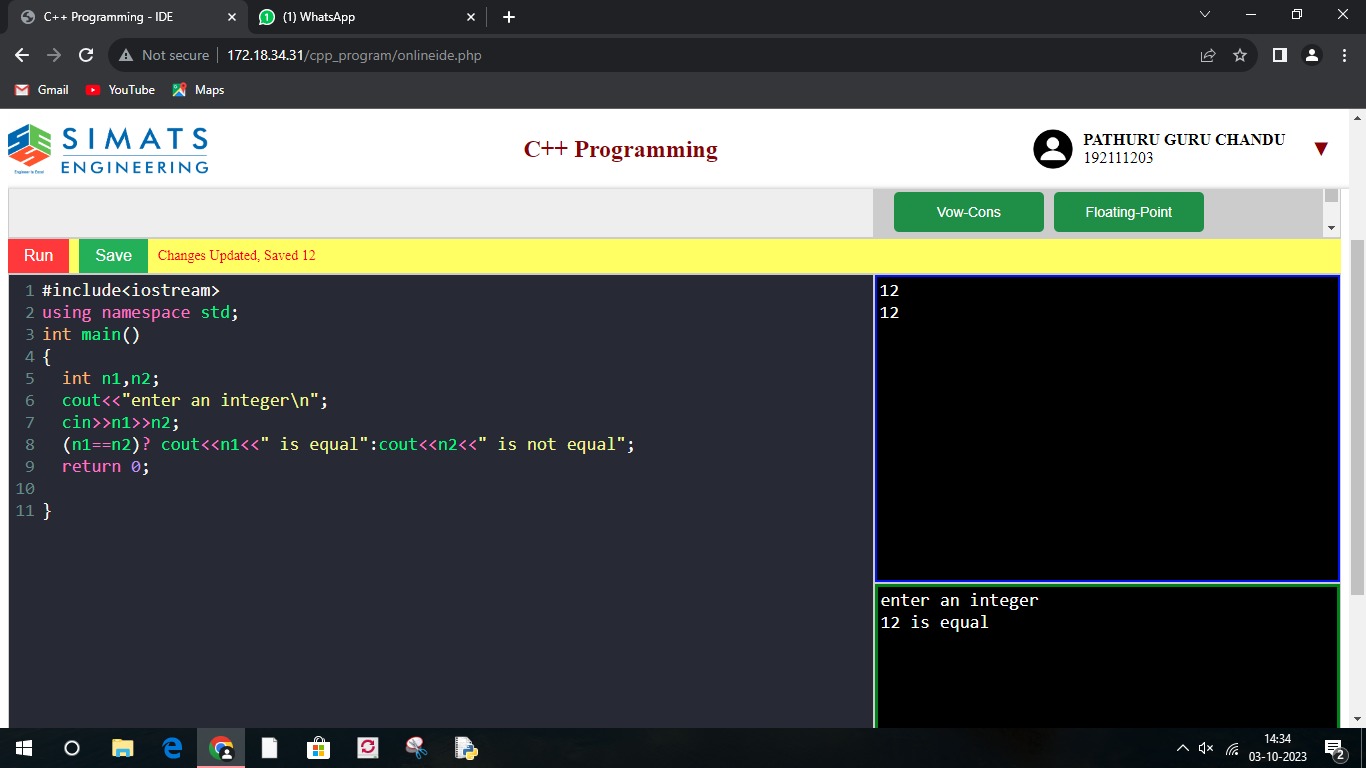 C++ Programming - IDE
(1) WhatsApp
Not secure
172.18.34.31/cpp_program/onlineide.php
Gmail
YouTube
Maps
SIMATS
ENGINEERING
C++ Programming
PATHURU GURU CHANDU
192111203
Vow-Cons
Floating-Point
Run
Save
Changes Updated, Saved 12
1 #include<iostream>
2 using namespace std;
3 int main()
4 {
5 int n1,n2;
6 cout<<"enter an integer\n";
7 cin>>n1>>n2;
8 (n1==n2)? cout<<n1<<" is equal":cout<<n2<<" is not equal";
9 return 0;
10
11 }
12
12
enter an integer
12 is equal
14:34
03-10-2023
2